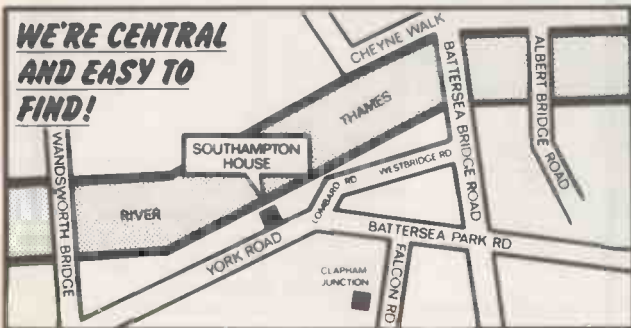 WE'RE CENTRAL
AND EASY TO
FIND!
CHEYNE WALK
BATTERSEA BRIDGE ROAD
ALBERT BRIDGE ROAD
THAMES
SOUTHAMPTON
HOUSE
WANDSWORTH BRIDGE
RIVER
LOMBARD RD
WESTBRIDGE RD
YORK ROAD
BATTERSEA PARK RD
FALCON RD
CLAPHAM
JUNCTION